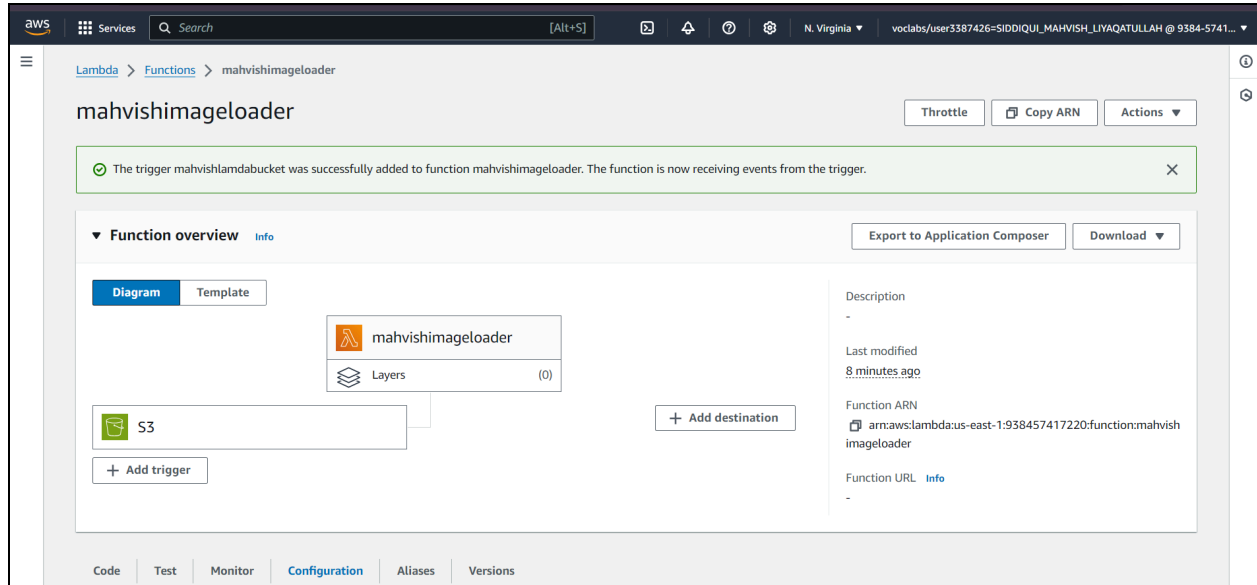 aws
Services
Search
[Alt+S]
N. Virginia
voclabs/user3387426=SIDDIQUI_MAHVISH_LIYAQATULLAH @ 9384-5741...
Lambda > Functions > mahvishimageloader
mahvishimageloader
Throttle
Copy ARN
Actions
The trigger mahvishlamdabucket was successfully added to function mahvishimageloader. The function is now receiving events from the trigger.
Function overview Info
Export to Application Composer
Download
Diagram
Template
mahvishimageloader
Layers (0)
S3
+ Add trigger
+ Add destination
Description
-
Last modified
8 minutes ago
Function ARN
arn:aws:lambda:us-east-1:938457417220:function:mahvish
imageloader
Function URL Info
-
Code Test Monitor Configuration Aliases Versions